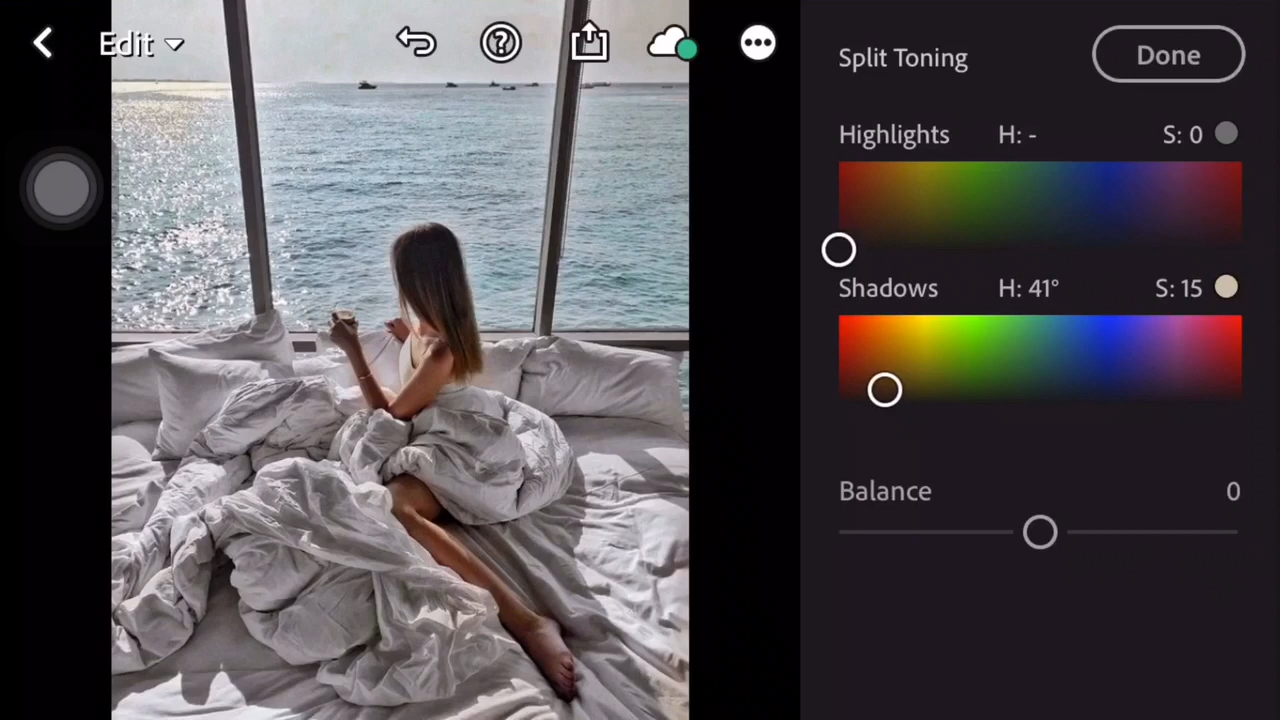 Edit
Split Toning
Done
Highlights H: - S: 0
Shadows H: 41° S: 15
Balance 0